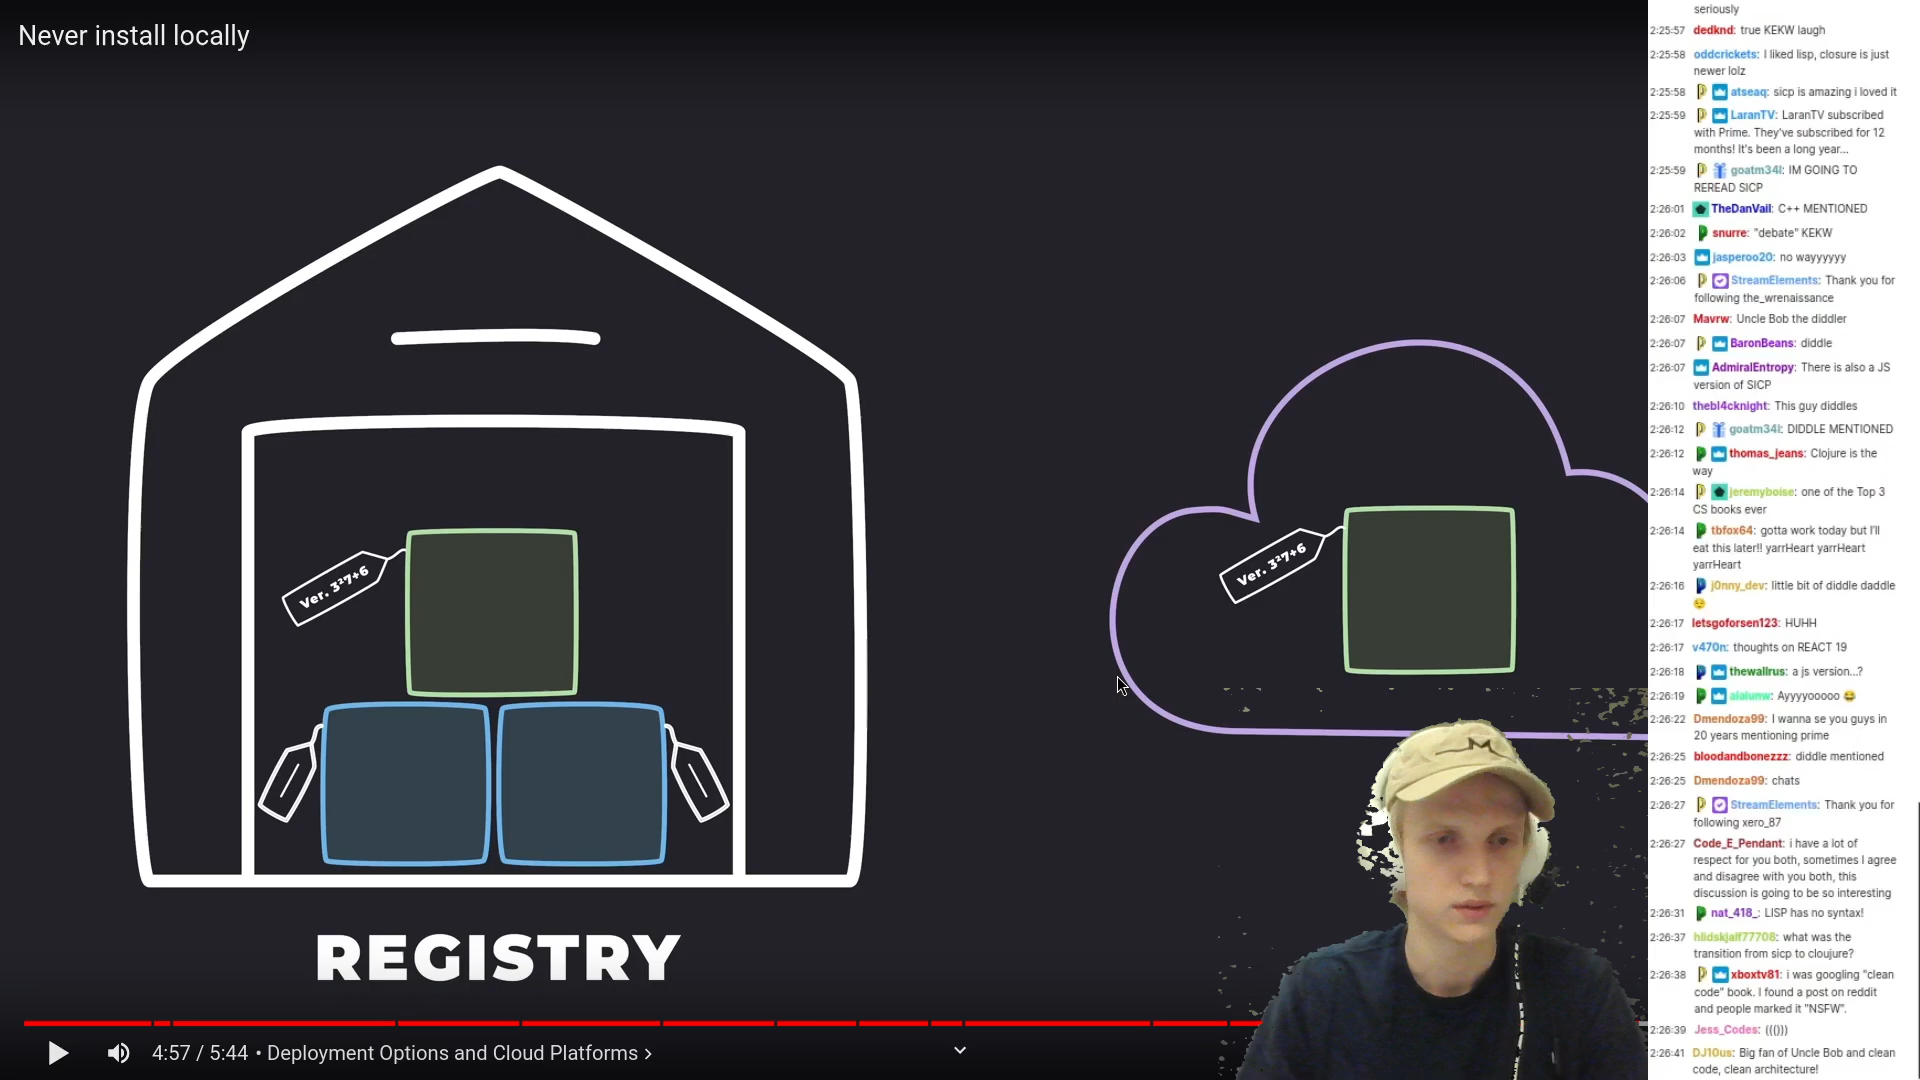 Never install locally
Ver. 3²7+6
Ver. 3²7+6
REGISTRY
4:57 / 5:44 • Deployment Options and Cloud Platforms ›
seriously
2:25:57 dedknd: true KEKW laugh
2:25:58 oddcrickets: I liked lisp, closure is just
newer lolz
2:25:58 atseaq: sicp is amazing i loved it
2:25:59 LaranTV: LaranTV subscribed
with Prime. They've subscribed for 12
months! It's been a long year...
2:25:59 goatm34l: IM GOING TO
REREAD SICP
2:26:01 TheDanVail: C++ MENTIONED
2:26:02 snurre: "debate" KEKW
2:26:03 jasperoo20: no wayyyyyy
2:26:06 StreamElements: Thank you for
following the_wrenaissance
2:26:07 Mavrw: Uncle Bob the diddler
2:26:07 BaronBeans: diddle
2:26:07 AdmiralEntropy: There is also a JS
version of SICP
2:26:10 thebl4cknight: This guy diddles
2:26:12 goatm34l: DIDDLE MENTIONED
2:26:12 thomas_jeans: Clojure is the
way
2:26:14 jeremyboise: one of the Top 3
CS books ever
2:26:14 tbfox64: gotta work today but I'll
eat this later!! yarrHeart yarrHeart
yarrHeart
2:26:16 j0nny_dev: little bit of diddle daddle
2:26:17 letsgoforsen123: HUHH
2:26:17 v470n: thoughts on REACT 19
2:26:18 thewallrus: a js version...?
2:26:19 Ayyyyooooo
2:26:22 Dmendoza99: I wanna se you guys in
20 years mentioning prime
2:26:25 bloodandbonezzz: diddle mentioned
2:26:25 Dmendoza99: chats
2:26:27 StreamElements: Thank you for
following xero_87
2:26:27 Code_E_Pendant: i have a lot of
respect for you both, sometimes I agree
and disagree with you both, this
discussion is going to be so interesting
2:26:31 nat_418_: LISP has no syntax!
2:26:37 hlidskjalf77708: what was the
transition from sicp to cloujure?
2:26:38 xboxtv81: i was googling "clean
code" book. I found a post on reddit
and people marked it "NSFW".
2:26:39 Jess_Codes: ((()))
2:26:41 DJ10us: Big fan of Uncle Bob and clean
code, clean architecture!